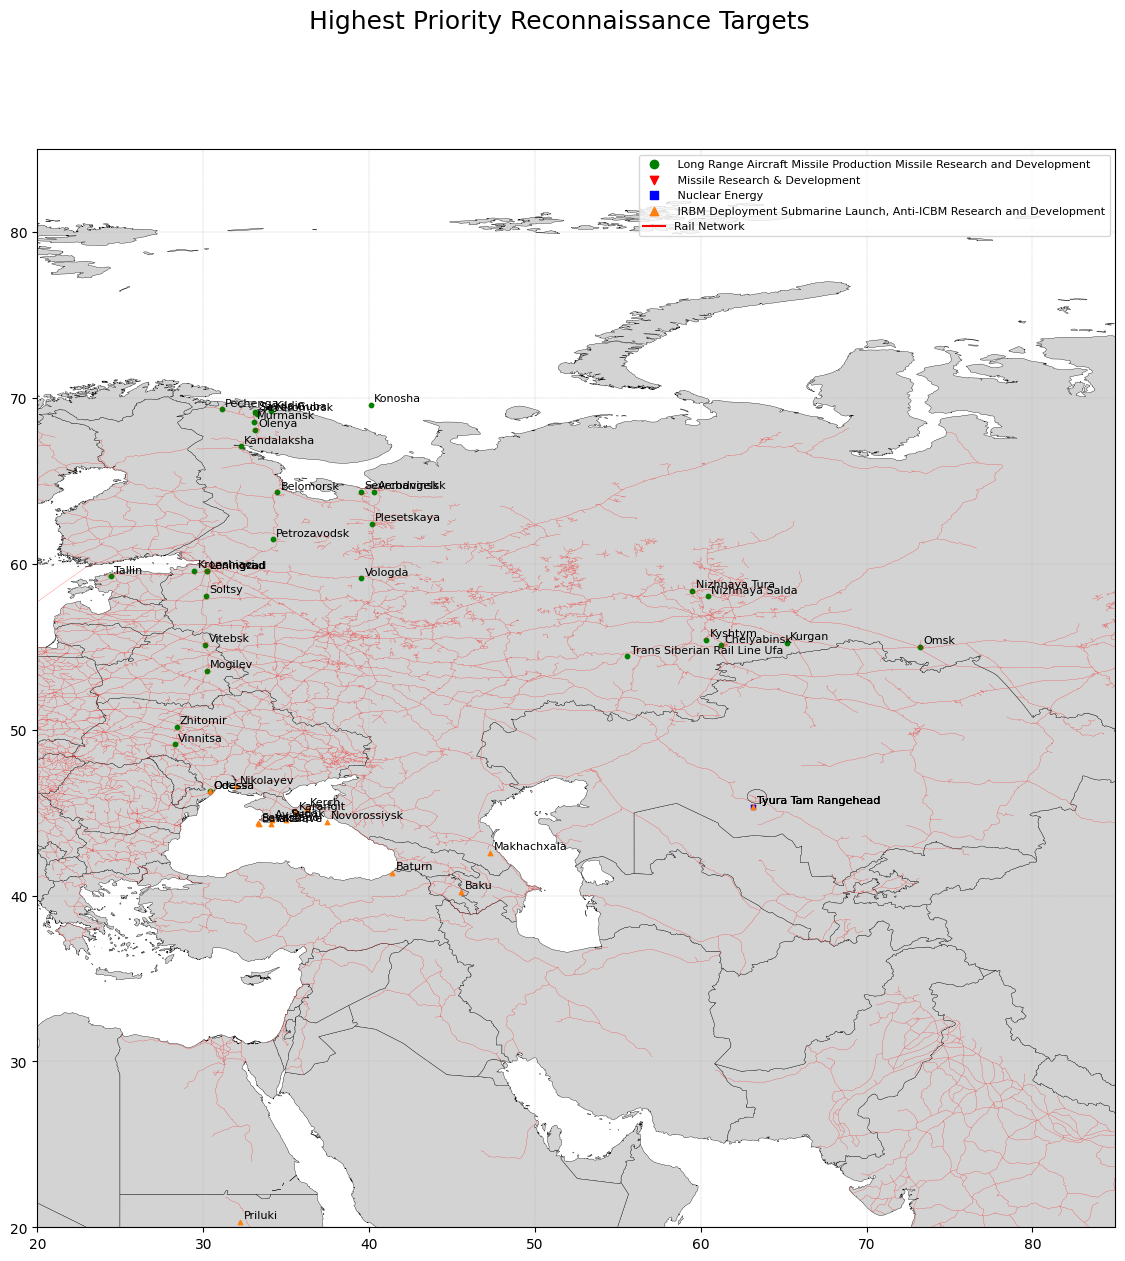 Highest Priority Reconnaissance Targets
Long Range Aircraft Missile Production Missile Research and Development
Missile Research & Development
Nuclear Energy
IRBM Deployment Submarine Launch, Anti-ICBM Research and Development
Rail Network
80
70
60
50
40
30
20
Konosha
Pechenga
Murmansk
Olenya
Kandalaksha
Belomorsk
Severodvinsk
Archangelsk
Plesetskaya
Petrozavodsk
Tallin
Leningrad
Vologda
Soltsy
Nizhnaya Tura
Nizhnaya Salda
Vitebsk
Kyshtym
Chelyabinsk
Kurgan
Omsk
Trans Siberian Rail Line Ufa
Mogilev
Zhitomir
Vinnitsa
Nikolayev
Odessa
Tyura Tam Rangehead
Kerch
Karangit
Novorossiysk
Makhachxala
Baturn
Baku
Priluki
20
30
40
50
60
70
80